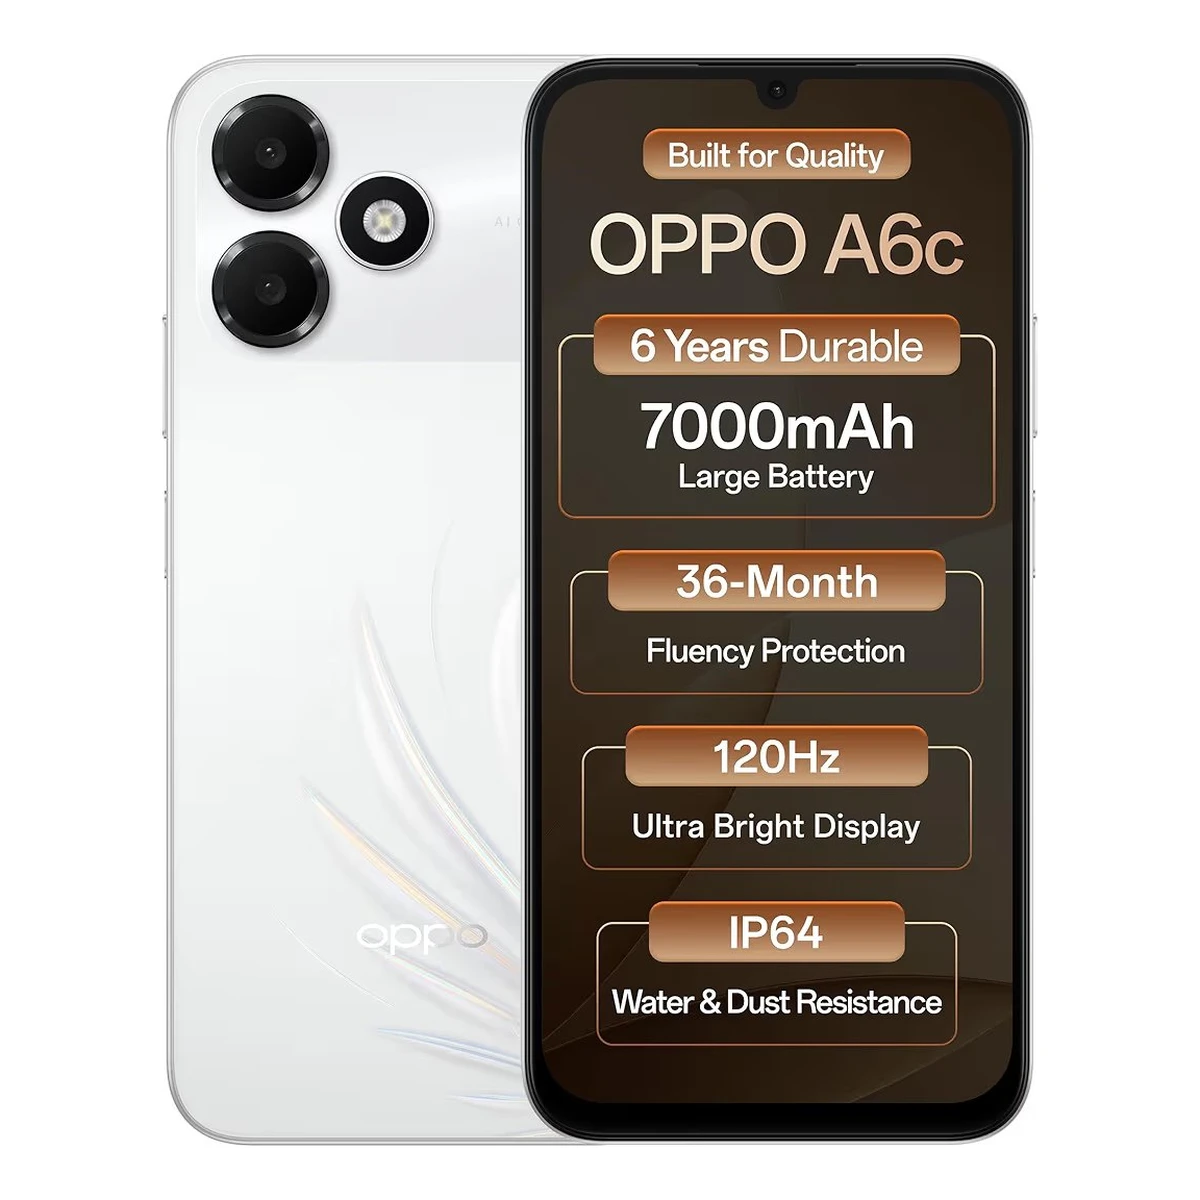 AI
Built for Quality
OPPO A6c
6 Years Durable
7000mAh
Large Battery
36-Month
Fluency Protection
120Hz
Ultra Bright Display
IP64
Water & Dust Resistance
oppo